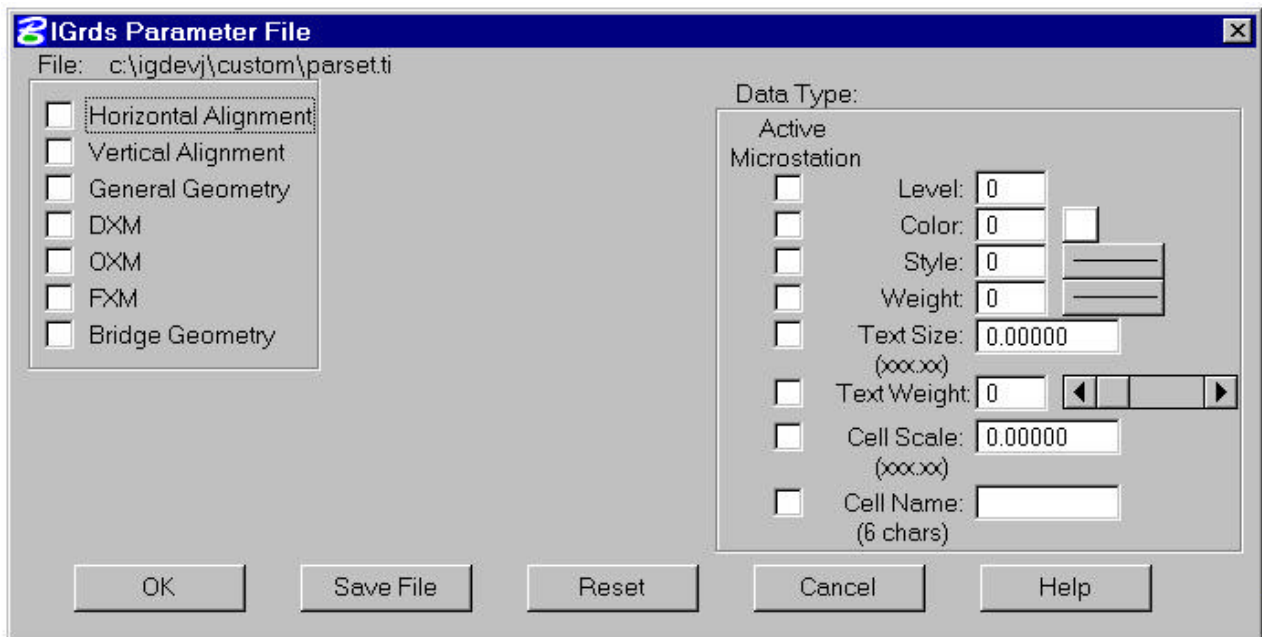 IGrds Parameter File
File: c:\igdevj\custom\parset.ti
Horizontal Alignment
Vertical Alignment
General Geometry
DXM
OXM
FXM
Bridge Geometry
Data Type:
Active
Microstation
Level: 0
Color: 0
Style: 0
Weight: 0
Text Size: 0.00000
(xxx.xx)
Text Weight: 0
Cell Scale: 0.00000
(xxx.xx)
Cell Name:
(6 chars)
OK Save File Reset Cancel Help